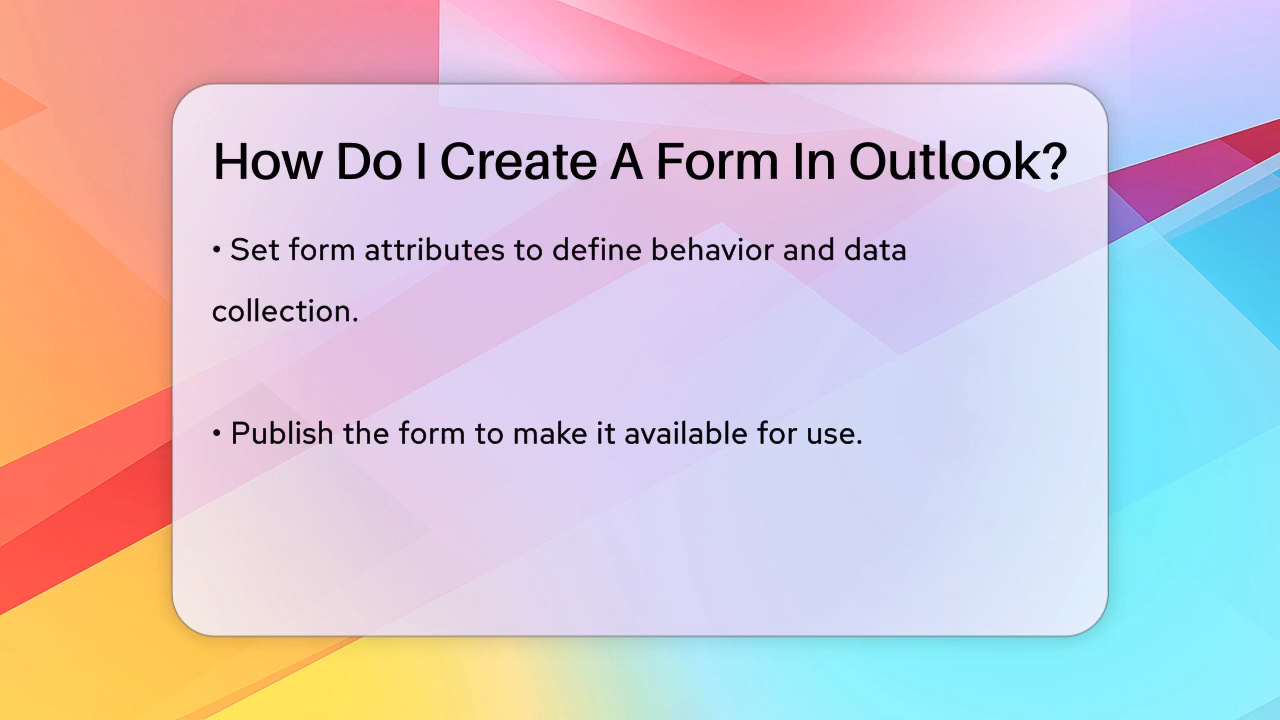 How Do I Create A Form In Outlook?
• Set form attributes to define behavior and data
collection.
• Publish the form to make it available for use.